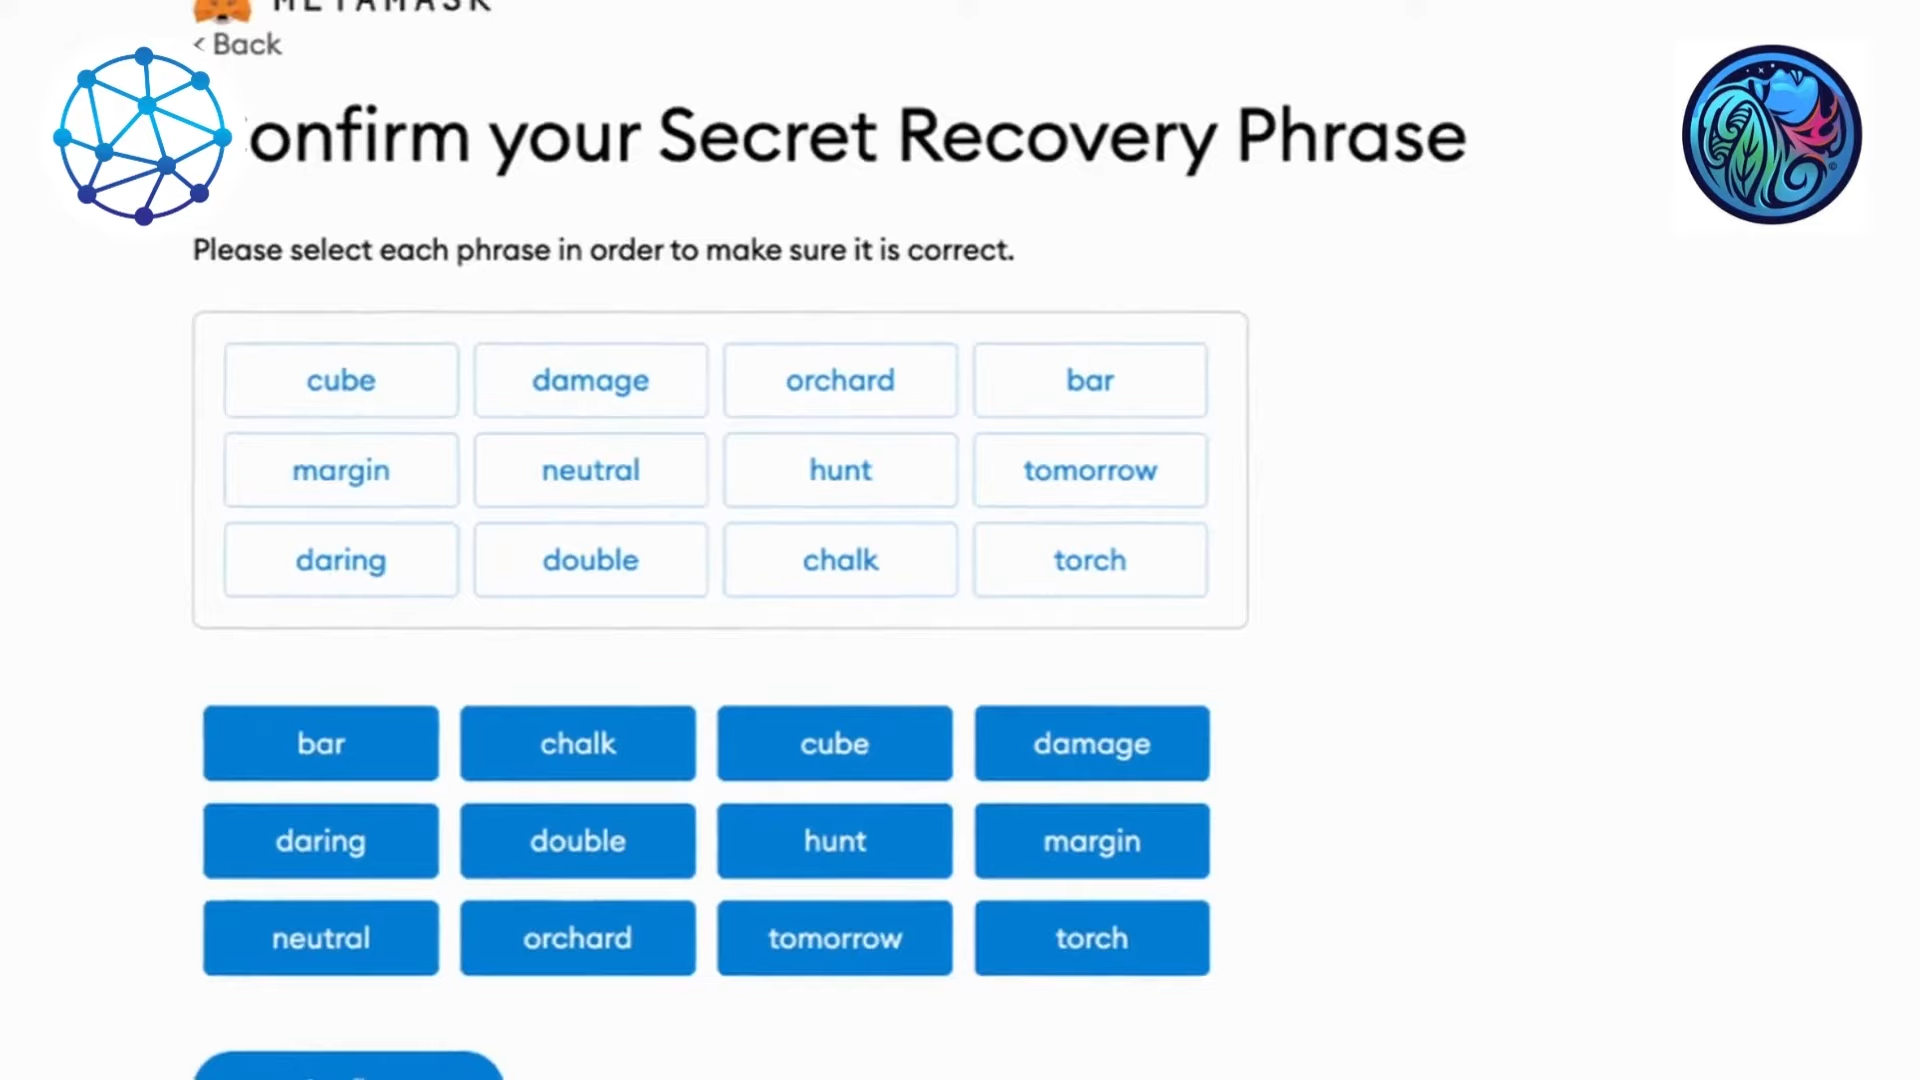 METAMASK
< Back
onfirm your Secret Recovery Phrase
Please select each phrase in order to make sure it is correct.
cube damage orchard bar
margin neutral hunt tomorrow
daring double chalk torch
bar chalk cube damage
daring double hunt margin
neutral orchard tomorrow torch